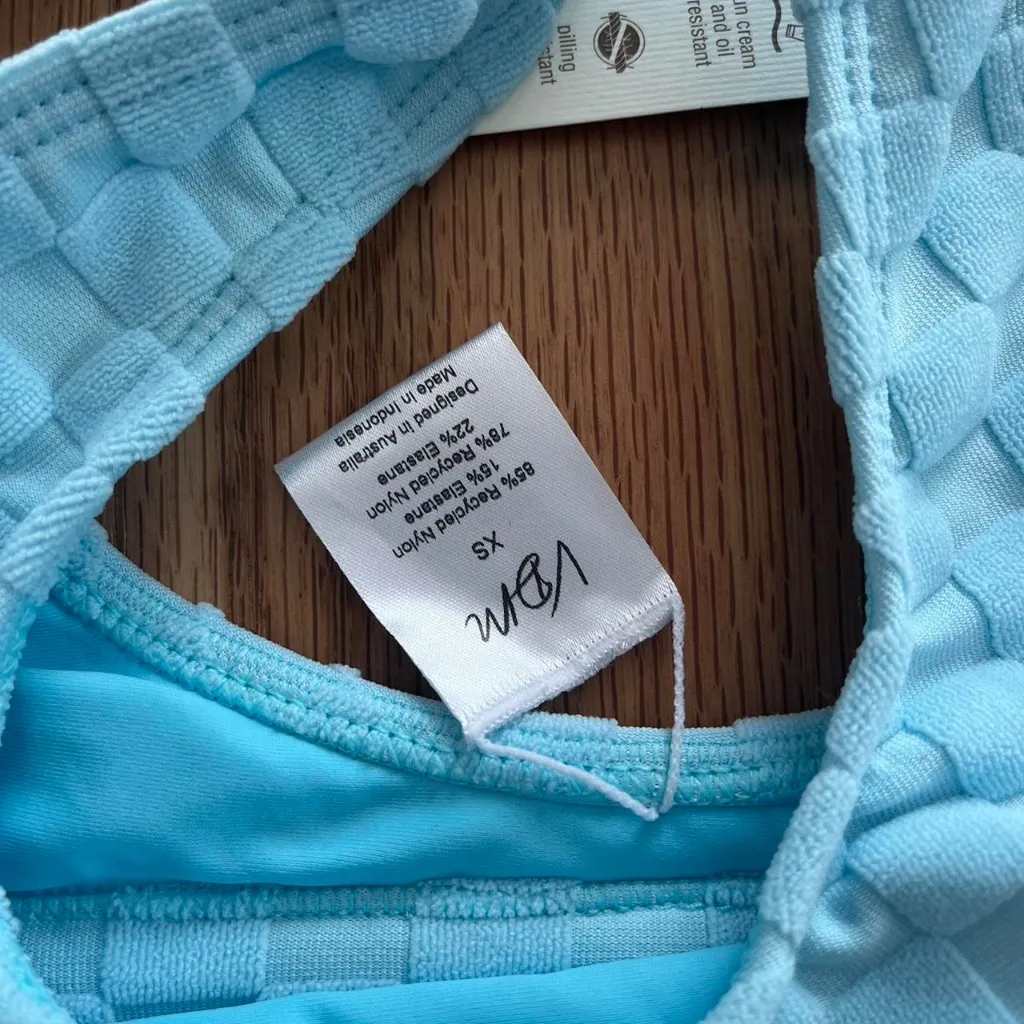 VDM
XS
85% Recycled Nylon
15% Elastane
78% Recycled Nylon
22% Elastane
Designed in Australia
Made in Indonesia
pilling
cream
and oil
resistant